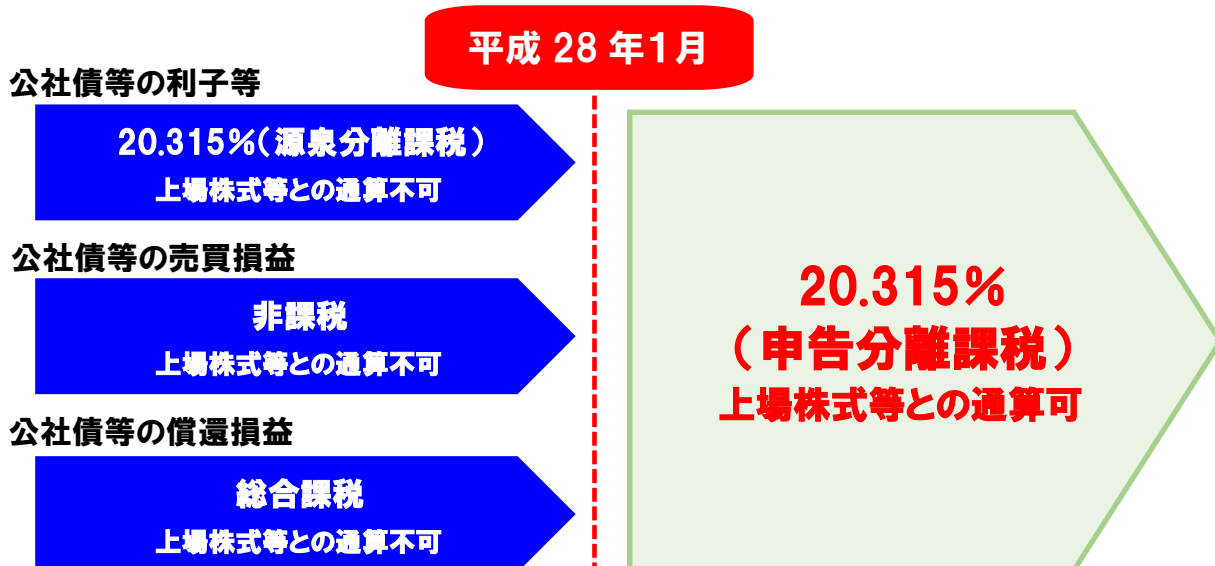 平成 28 年1月
公社債等の利子等
20.315%(源泉分離課税)
上場株式等との通算不可
公社債等の売買損益
非課税
上場株式等との通算不可
公社債等の償還損益
総合課税
上場株式等との通算不可
20.315%
(申告分離課税)
上場株式等との通算可